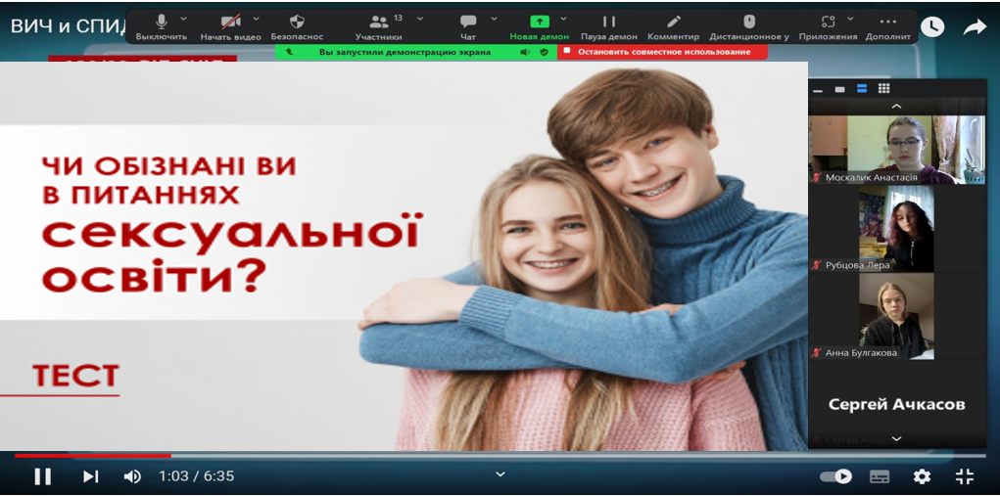 ВИЧ и СПИД
Выключить
Начать видео
Безопаснос
13
Участники
Чат
Новая демон
Пауза демон
Комментир
Дистанционное у
Приложения
Дополнит
Вы запустили демонстрацию экрана
Остановить совместное использование
ЧИ ОБІЗНАНІ ВИ
В ПИТАННЯХ
сексуальної
освіти?
ТЕСТ
Москалик Анастасія
Рубцова Лера
Анна Булгакова
Сергей Ачкасов
Сергей Ачкасов
1:03 / 6:35